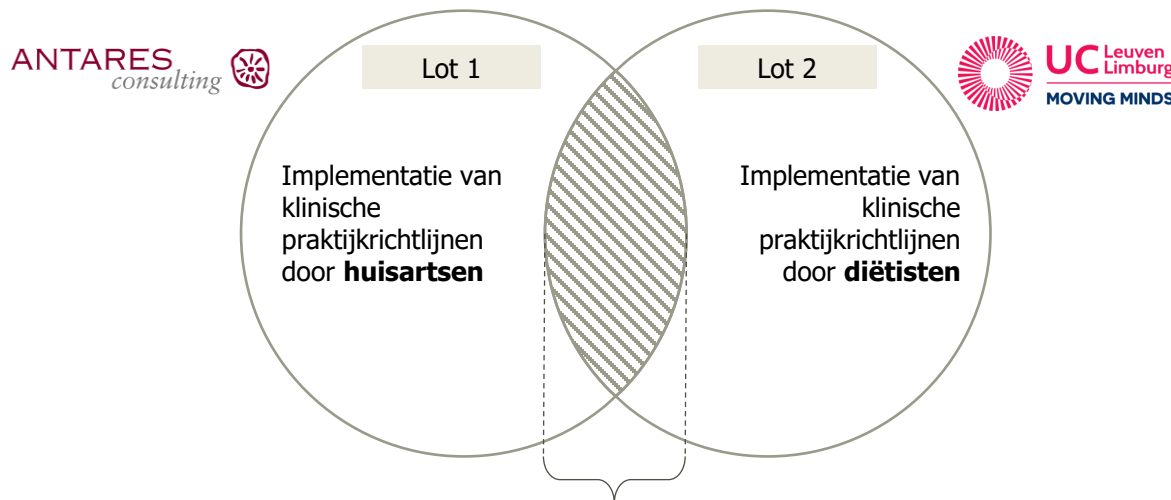 ANTARES
consulting
Lot 1
Lot 2
UC Leuven
Limburg
MOVING MINDS
Implementatie van
klinische
praktijkrichtlijnen
door huisartsen
Implementatie van
klinische
praktijkrichtlijnen
door diëtisten